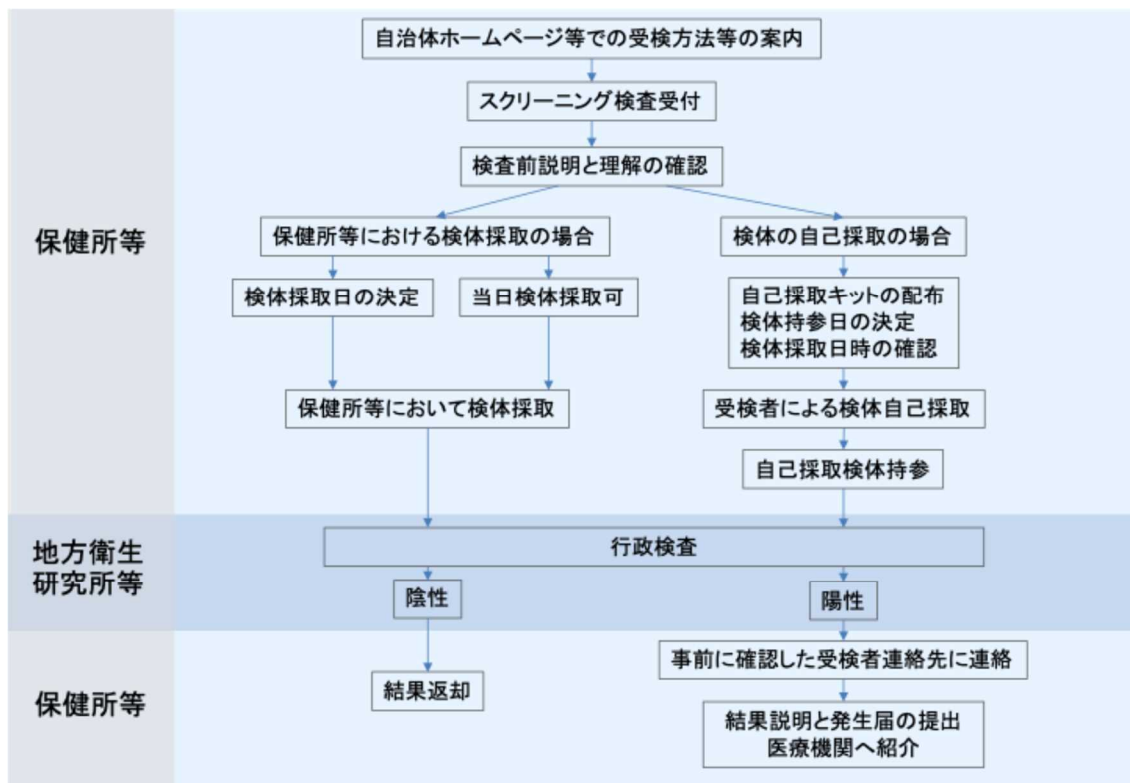 自治体ホームページ等での受検方法等の案内
スクリーニング検査受付
検査前説明と理解の確認
保健所等
保健所等における検体採取の場合
検体の自己採取の場合
検体採取日の決定
当日検体採取可
自己採取キットの配布
検体持参日の決定
検体採取日時の確認
保健所等において検体採取
受検者による検体自己採取
自己採取検体持参
地方衛生
研究所等
行政検査
陰性
陽性
保健所等
事前に確認した受検者連絡先に連絡
結果返却
結果説明と発生届の提出
医療機関へ紹介